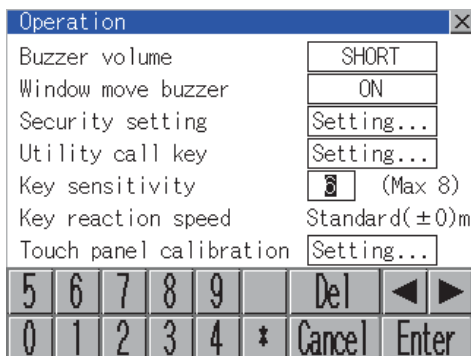 Operation ×
Buzzer volume SHORT
Window move buzzer ON
Security setting Setting...
Utility call key Setting...
Key sensitivity (Max 8)
Key reaction speed Standard(±0)m
Touch panel calibration Setting...
5 6 7 8 9 Del ◀ ▶
0 1 2 3 4 * Cancel Enter